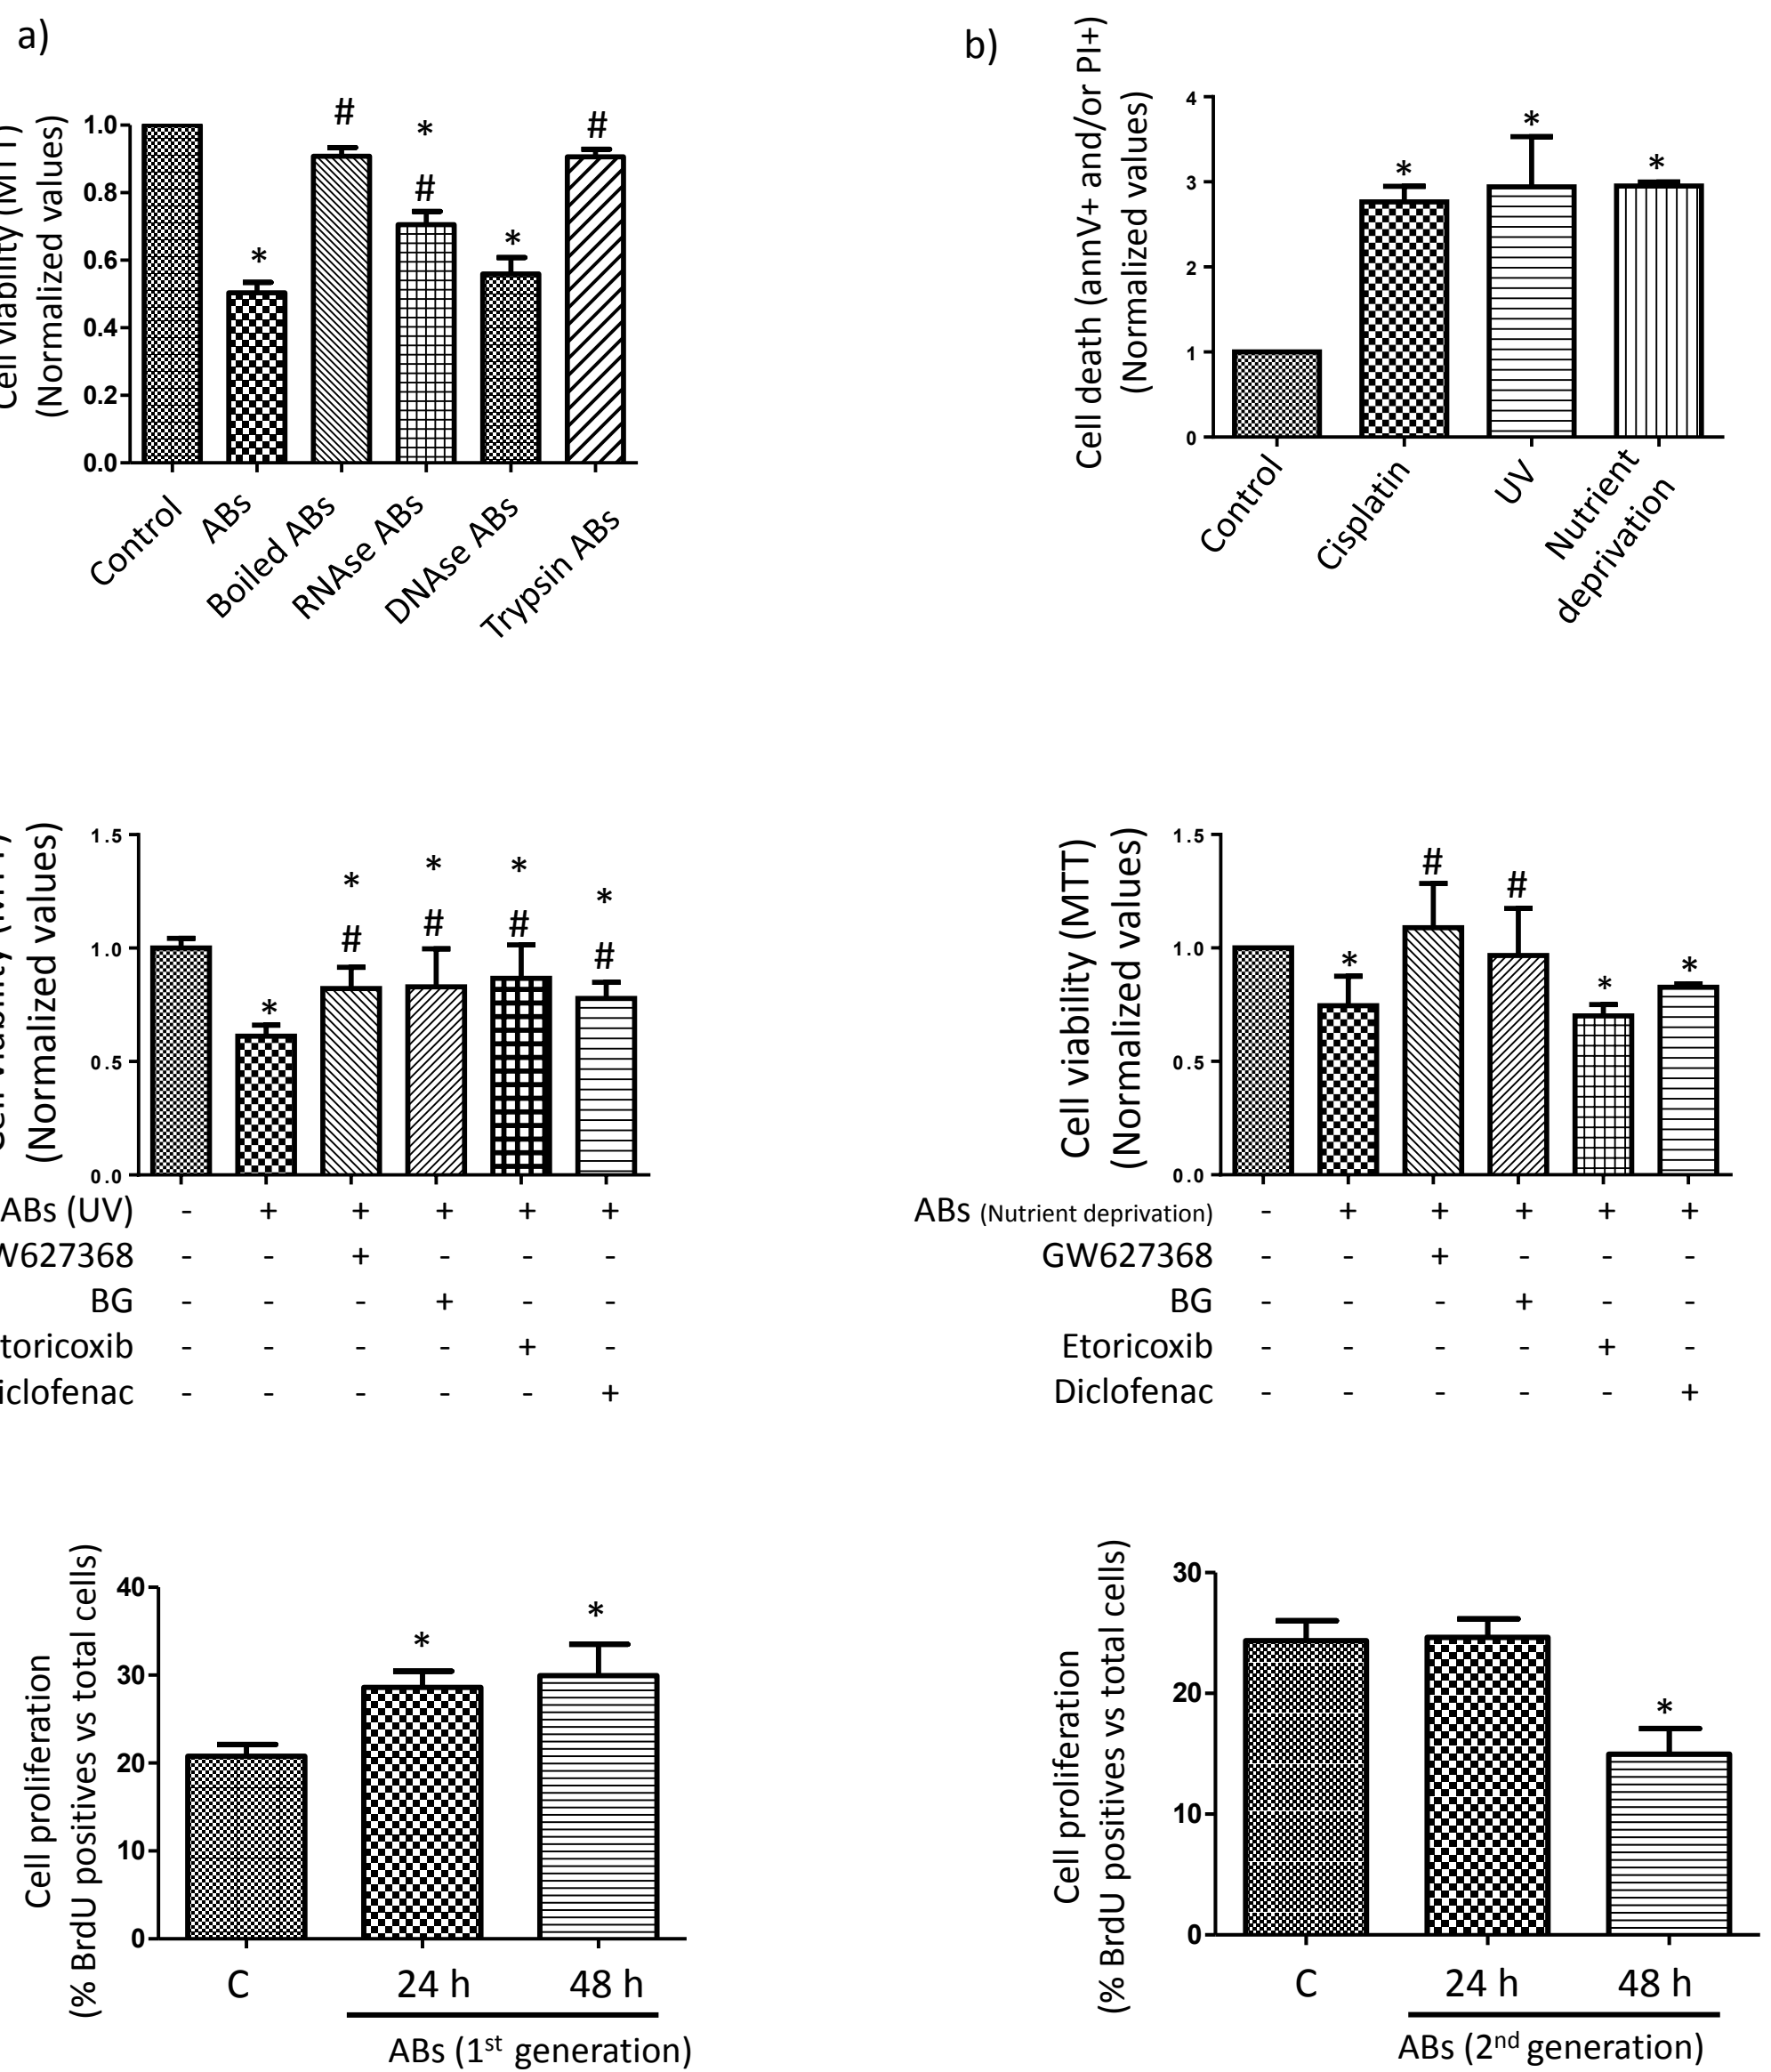 a)
Cell viability (MTT)
(Normalized values)
1.0
0.8
0.6
0.4
0.2
0.0
*
#
*
#
*
#
Control
ABs
Boiled ABs
RNAse ABs
DNAse ABs
Trypsin ABs
b)
Cell death (annV+ and/or PI+)
(Normalized values)
4
3
2
1
0
*
*
*
Control
Cisplatin
UV
Nutrient
deprivation
(Normalized values)
1.5
1.0
0.5
0.0
*
*
#
*
#
*
#
*
#
ABs (UV) - + + + + +
W627368 - - + - - -
BG - - - + - -
toricoxib - - - - + -
iclofenac - - - - - +
Cell viability (MTT)
(Normalized values)
1.5
1.0
0.5
0.0
*
#
#
*
*
ABs (Nutrient deprivation) - + + + + +
GW627368 - - + - - -
BG - - - + - -
Etoricoxib - - - - + -
Diclofenac - - - - - +
Cell proliferation
(% BrdU positives vs total cells)
40
30
20
10
0
*
*
C 24 h 48 h
ABs (1st generation)
Cell proliferation
(% BrdU positives vs total cells)
30
20
10
0
*
C 24 h 48 h
ABs (2nd generation)